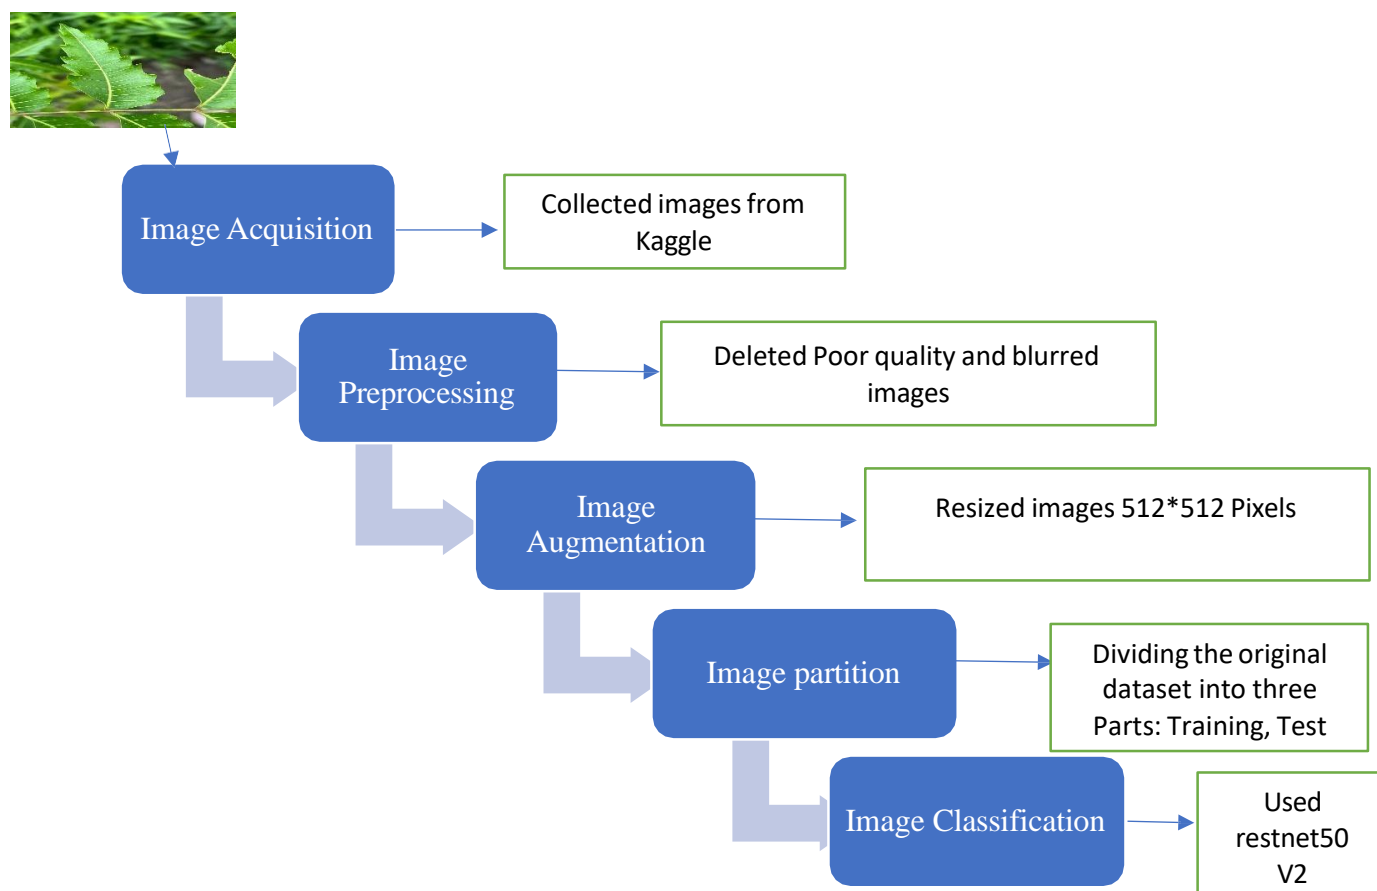 Image Acquisition
Collected images from
Kaggle
Image
Preprocessing
Deleted Poor quality and blurred
images
Image
Augmentation
Resized images 512*512 Pixels
Image partition
Dividing the original
dataset into three
Parts: Training, Test
Image Classification
Used
restnet50
V2